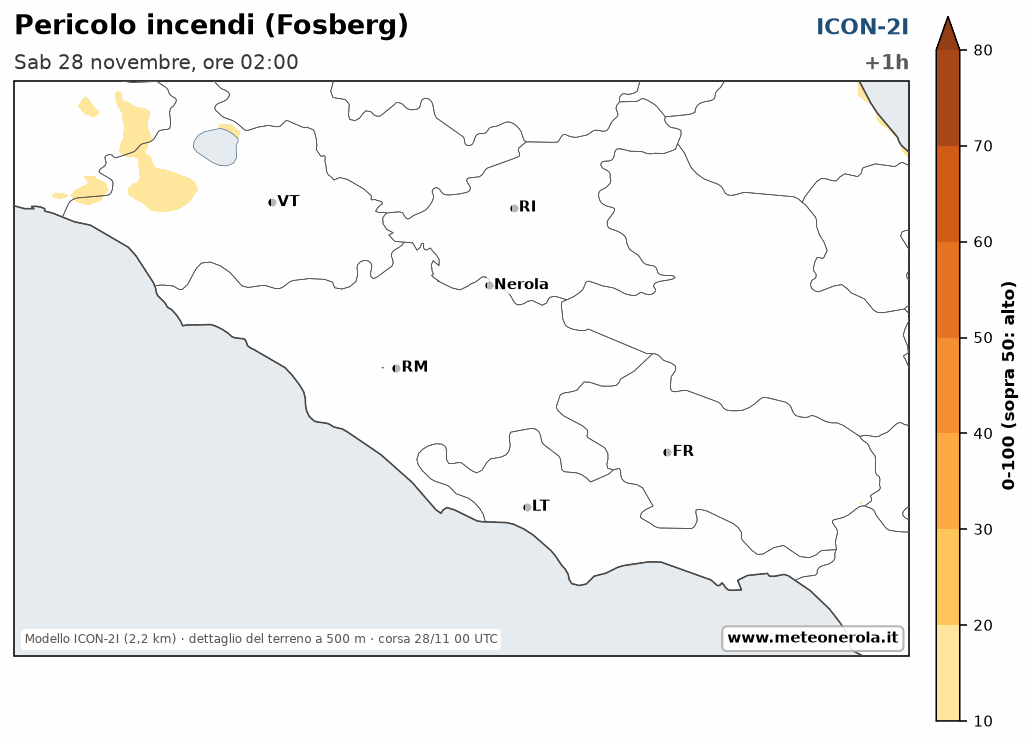 Pericolo incendi (Fosberg)
ICON-2I
Sab 28 novembre, ore 02:00
+1h
VT
RI
Nerola
RM
FR
LT
Modello ICON-2I (2,2 km) · dettaglio del terreno a 500 m · corsa 28/11 00 UTC
www.meteonerola.it
80
70
60
50
40
30
20
10
0-100 (sopra 50: alto)